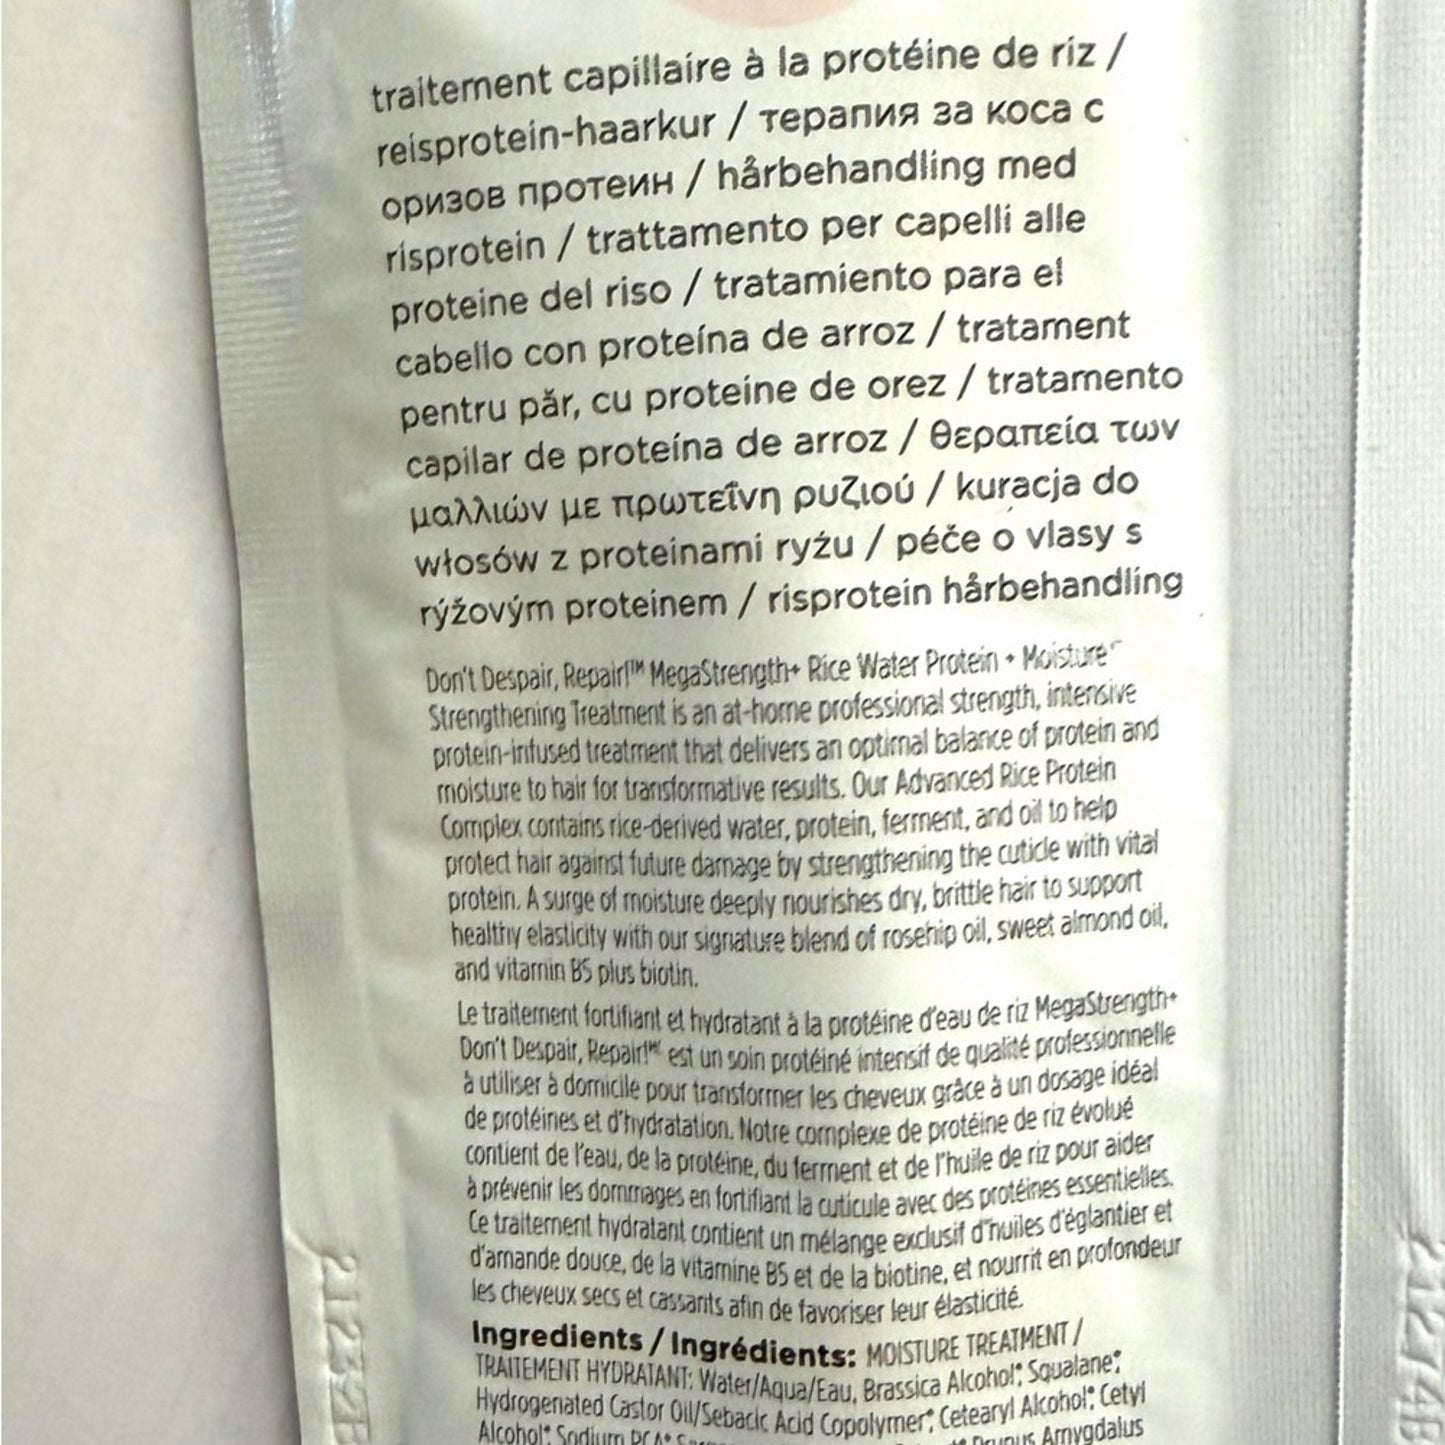 traitement capillaire à la protéine de riz /
reisprotein-haarkur / терапия за коса с
оризов протеин / hårbehandling med
risprotein / trattamento per capelli alle
proteine del riso / tratamiento para el
cabello con proteína de arroz / tratament
pentru păr, cu proteine de orez / tratamento
capilar de proteína de arroz / θεραπεία των
μαλλιών με πρωτεΐνη ρυζιού / kuracja do
włosów z proteinami ryżu / péče o vlasy s
rýžovým proteinem / risprotein hårbehandling
Don't Despair, Repair!™ MegaStrength+ Rice Water Protein + Moisture
Strengthening Treatment is an at-home professional strength, intensive
protein-infused treatment that delivers an optimal balance of protein and
moisture to hair for transformative results. Our Advanced Rice Protein
Complex contains rice-derived water, protein, ferment, and oil to help
protect hair against future damage by strengthening the cuticle with vital
protein. A surge of moisture deeply nourishes dry, brittle hair to support
healthy elasticity with our signature blend of rosehip oil, sweet almond oil,
and vitamin B5 plus biotin.
Le traitement fortifiant et hydratant à la protéine d'eau de riz MegaStrength+
Don't Despair, Repair!™ est un soin protéiné intensif de qualité professionnelle
à utiliser à domicile pour transformer les cheveux grâce à un dosage idéal
de protéines et d'hydratation. Notre complexe de protéine de riz évolué
contient de l'eau, de la protéine, du ferment et de l'huile de riz pour aider
à prévenir les dommages en fortifiant la cuticule avec des protéines essentielles.
Ce traitement hydratant contient un mélange exclusif d'huiles d'églantier et
d'amande douce, de la vitamine B5 et de la biotine, et nourrit en profondeur
les cheveux secs et cassants afin de favoriser leur élasticité.
Ingredients / Ingrédients: MOISTURE TREATMENT /
TRAITEMENT HYDRATANT: Water/Aqua/Eau, Brassica Alcohol*, Squalane*,
Hydrogenated Castor Oil/Sebacic Acid Copolymer*, Cetearyl Alcohol*, Cetyl
Alcohol*, Sodium PCA* Prunus Amygdalus